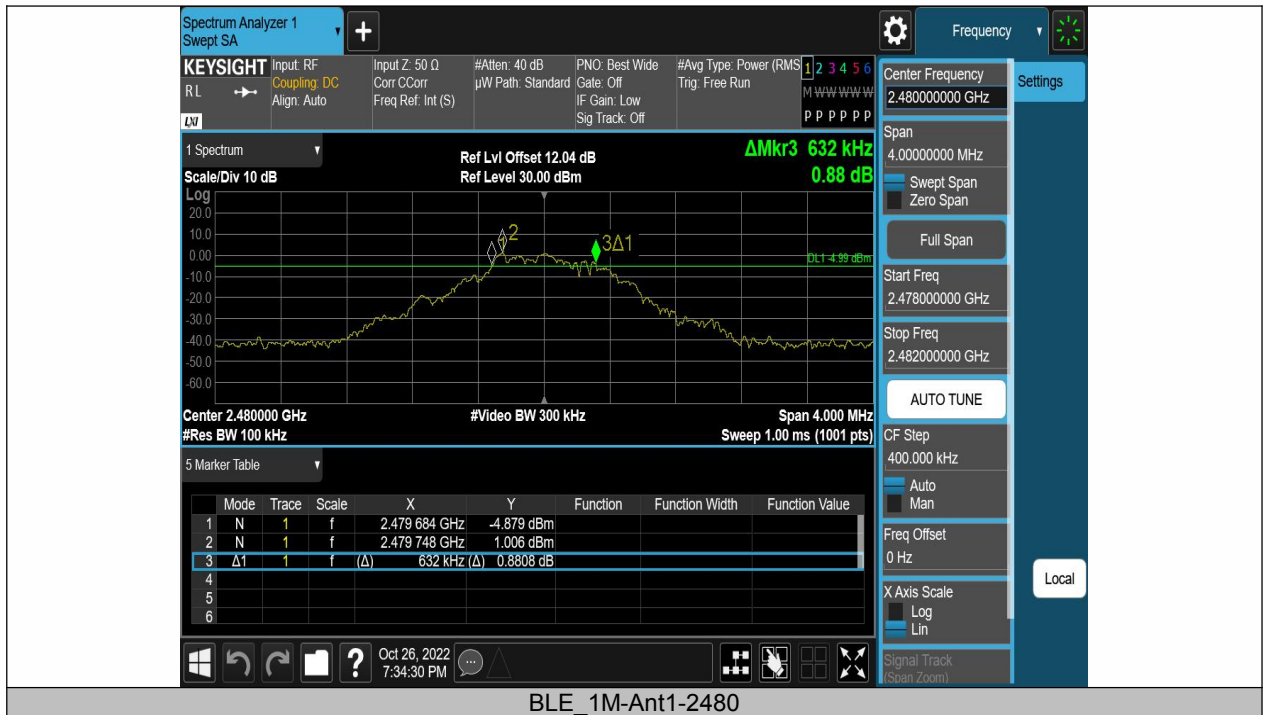 Spectrum Analyzer 1
Swept SA
+
Frequency
KEYSIGHT
RL
LXI
Input: RF
Coupling: DC
Align: Auto
Input Z: 50 Ω
Corr CCorr
Freq Ref: Int (S)
#Atten: 40 dB
µW Path: Standard
PNO: Best Wide
Gate: Off
IF Gain: Low
Sig Track: Off
#Avg Type: Power (RMS
Trig: Free Run
1 2 3 4 5 6
M W W W W W
P P P P P P
1 Spectrum
Scale/Div 10 dB
Ref Lvl Offset 12.04 dB
Ref Level 30.00 dBm
ΔMkr3 632 kHz
0.88 dB
Log
20.0
10.0
0.00
-10.0
-20.0
-30.0
-40.0
-50.0
-60.0
2
3Δ1
DL1 -4.99 dBm
Center 2.480000 GHz
#Res BW 100 kHz
#Video BW 300 kHz
Span 4.000 MHz
Sweep 1.00 ms (1001 pts)
5 Marker Table
Mode Trace Scale X Y Function Function Width Function Value
1 N 1 f 2.479 684 GHz -4.879 dBm
2 N 1 f 2.479 748 GHz 1.006 dBm
3 Δ1 1 f (Δ) 632 kHz (Δ) 0.8808 dB
4
5
6
?
Oct 26, 2022
7:34:30 PM
Center Frequency
2.480000000 GHz
Settings
Span
4.00000000 MHz
Swept Span
Zero Span
Full Span
Start Freq
2.478000000 GHz
Stop Freq
2.482000000 GHz
AUTO TUNE
CF Step
400.000 kHz
Auto
Man
Freq Offset
0 Hz
X Axis Scale
Log
Lin
Signal Track
(Span Zoom)
Local
BLE_1M-Ant1-2480